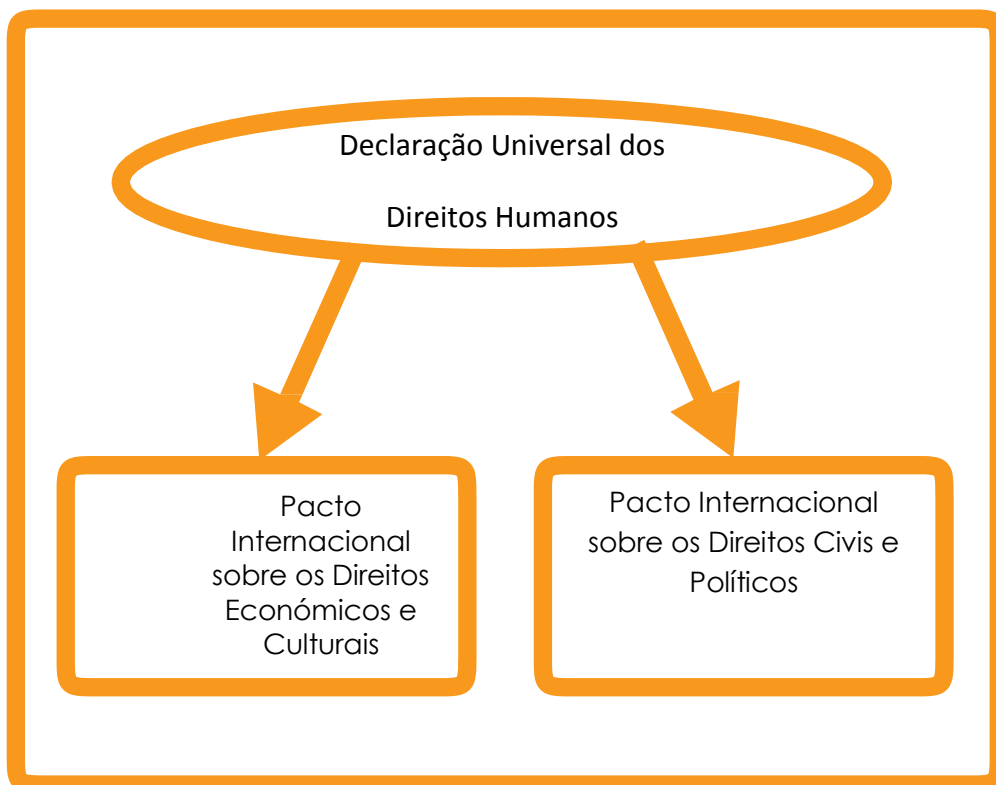 Declaração Universal dos
Direitos Humanos
Pacto
Internacional
sobre os Direitos
Económicos e
Culturais
Pacto Internacional
sobre os Direitos Civis e
Políticos